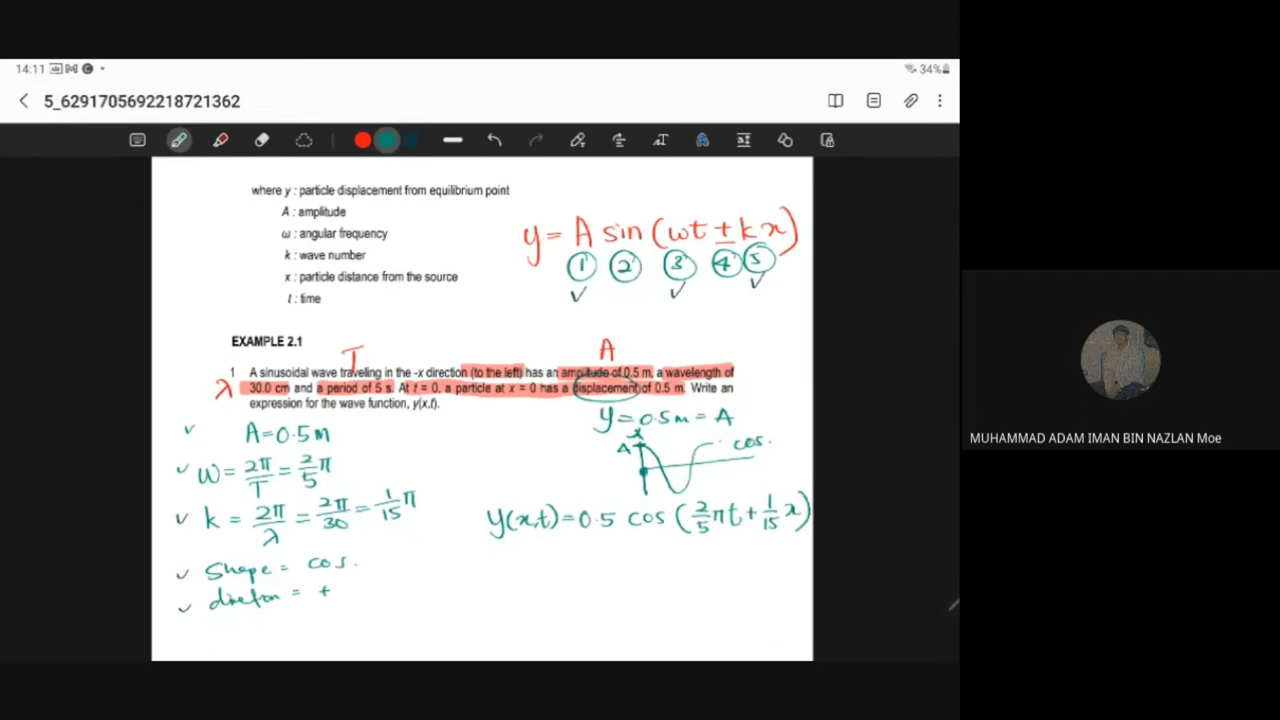 14:11
34%
5_6291705692218721362
where y : particle displacement from equilibrium point
A : amplitude
ω : angular frequency
k : wave number
x : particle distance from the source
t : time
y = A sin (ωt ± kx)
① ② ③ ④ ⑤
✓ ✓ ✓
EXAMPLE 2.1
T
A
1 A sinusoidal wave traveling in the -x direction (to the left) has an amplitude of 0.5 m, a wavelength of
λ 30.0 cm and a period of 5 s. At t = 0, a particle at x = 0 has a displacement of 0.5 m. Write an
expression for the wave function, y(x,t).
y = 0.5m = A
✓ A = 0.5m
A
cos.
✓ ω = 2π/T = 2/5 π
✓ k = 2π/λ = 2π/30 = 1/15 π
y(x,t) = 0.5 cos (2/5 πt + 1/15 x)
✓ Shape = cos.
✓ direton = +
MUHAMMAD ADAM IMAN BIN NAZLAN Moe